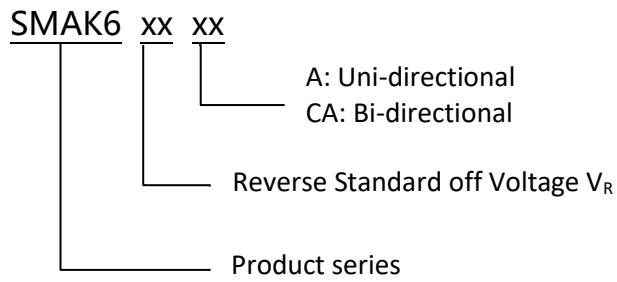 SMAK6 xx xx
A: Uni-directional
CA: Bi-directional
Reverse Standard off Voltage VR
Product series